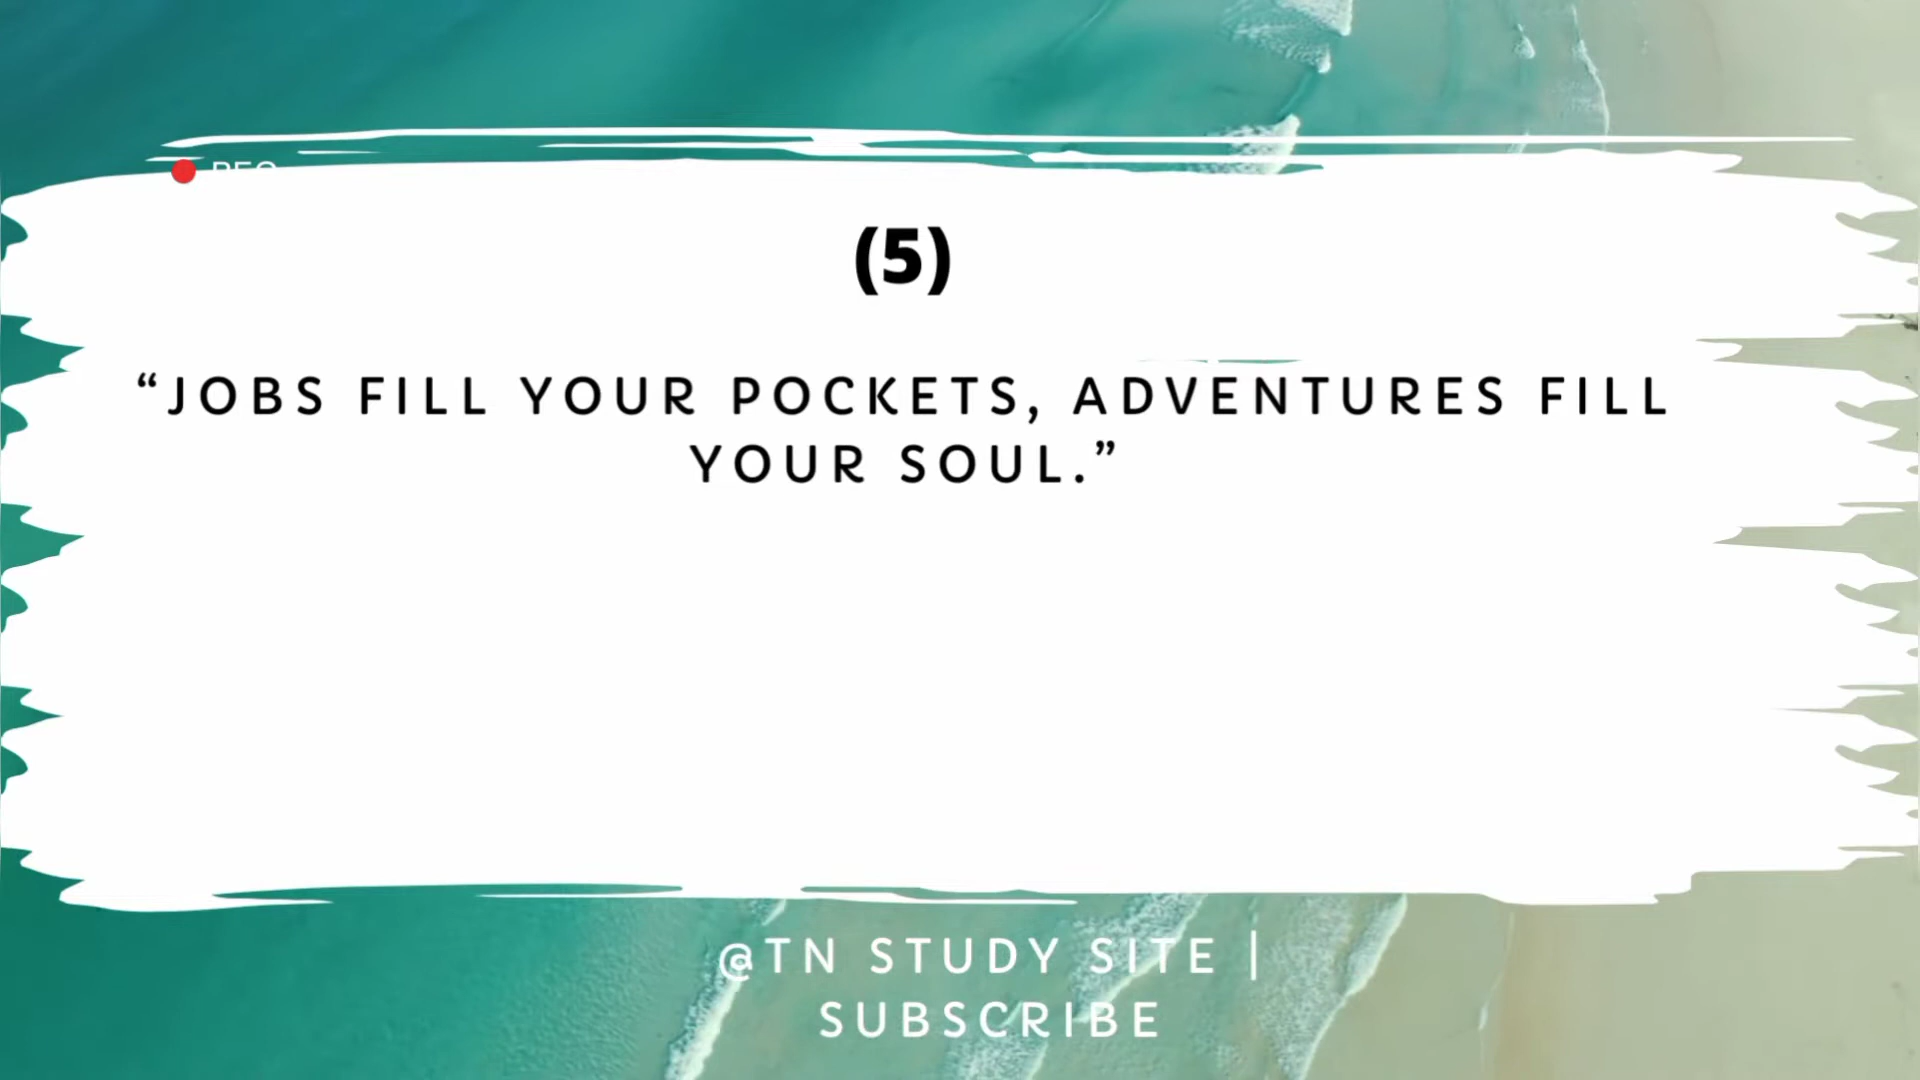 (5)
“JOBS FILL YOUR POCKETS, ADVENTURES FILL
YOUR SOUL.”
@TN STUDY SITE |
SUBSCRIBE